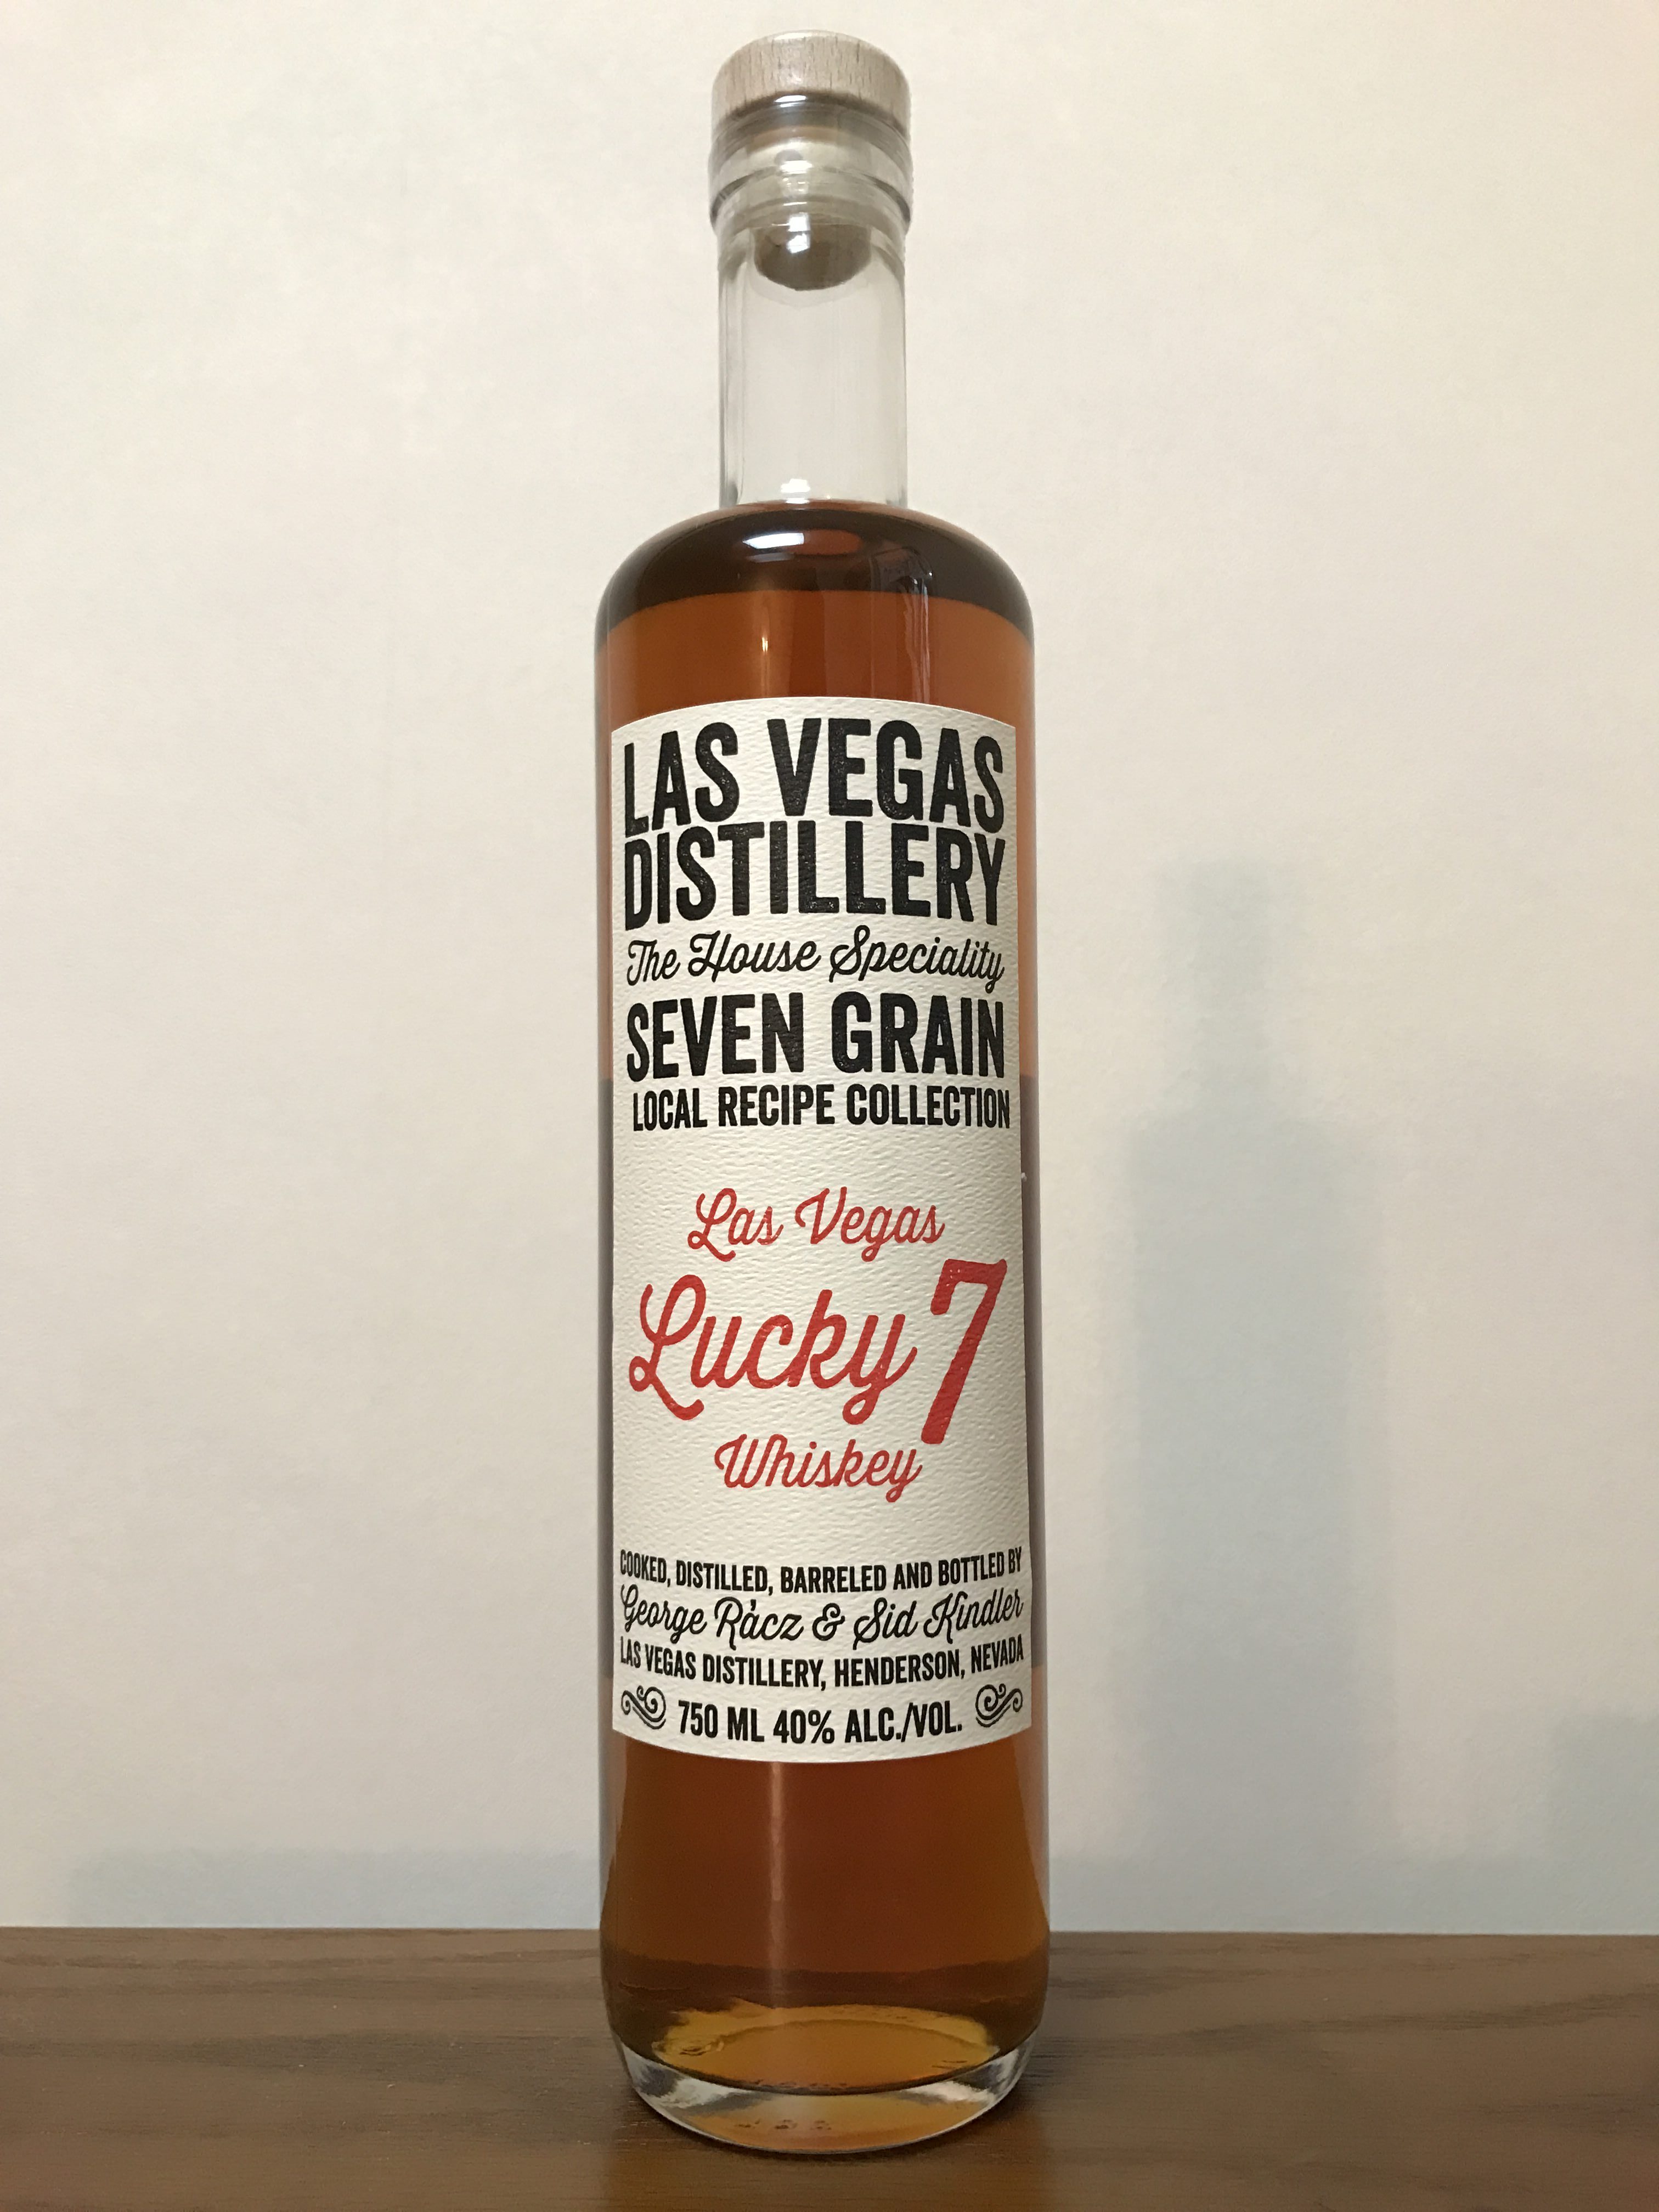 LAS VEGAS
DISTILLERY
The House Speciality
SEVEN GRAIN
LOCAL RECIPE COLLECTION
Las Vegas
Lucky 7
Whiskey
COOKED, DISTILLED, BARRELED AND BOTTLED BY
George Rácz & Sid Kindler
LAS VEGAS DISTILLERY, HENDERSON, NEVADA
750 ML 40% ALC./VOL.